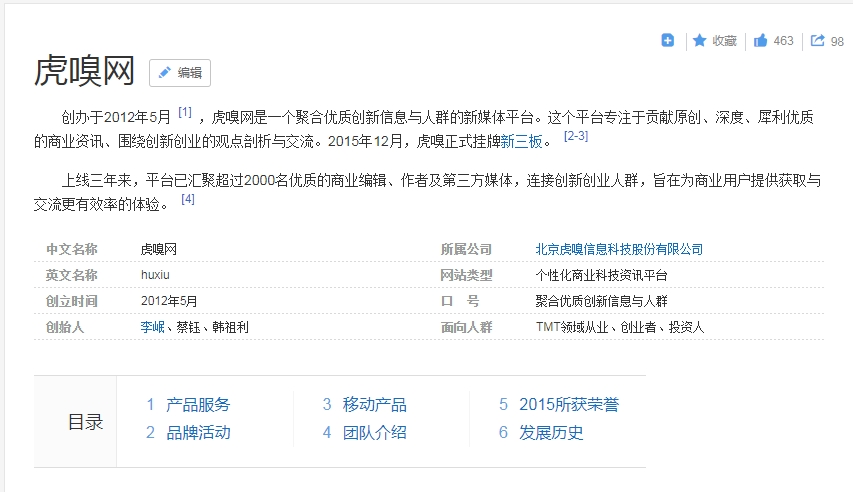 收藏 463 98
虎嗅网 编辑
创办于2012年5月 [1] ，虎嗅网是一个聚合优质创新信息与人群的新媒体平台。这个平台专注于贡献原创、深度、犀利优质
的商业资讯、围绕创新创业的观点剖析与交流。2015年12月，虎嗅正式挂牌新三板。 [2-3]
上线三年来，平台已汇聚超过2000名优质的商业编辑、作者及第三方媒体，连接创新创业人群，旨在为商业用户提供获取与
交流更有效率的体验。 [4]
中文名称 虎嗅网 所属公司 北京虎嗅信息科技股份有限公司
英文名称 huxiu 网站类型 个性化商业科技资讯平台
创立时间 2012年5月 口 号 聚合优质创新信息与人群
创始人 李岷、蔡钰、韩祖利 面向人群 TMT领域从业、创业者、投资人
目录
1 产品服务 3 移动产品 5 2015所获荣誉
2 品牌活动 4 团队介绍 6 发展历史